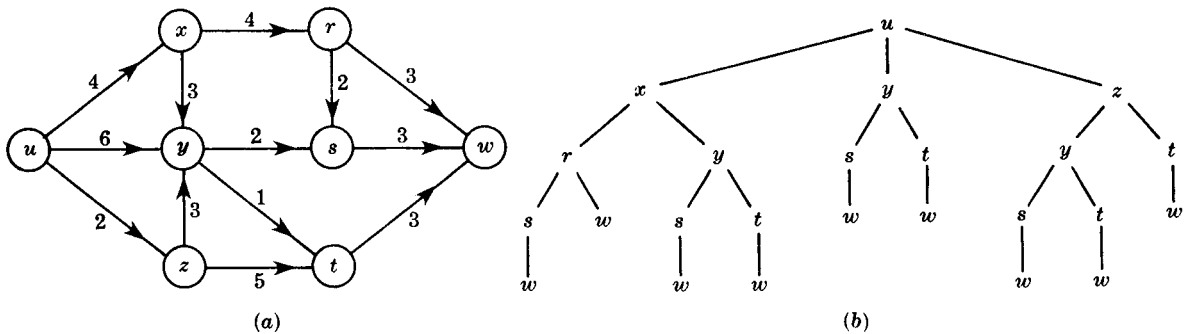 x 4 r
4 3 2 3
u 6 y 2 s 3 w
2 3 1 3
z 5 t
(a)
u
x y z
r y s t y t
s w s t w w s t w
w w w w w
(b)